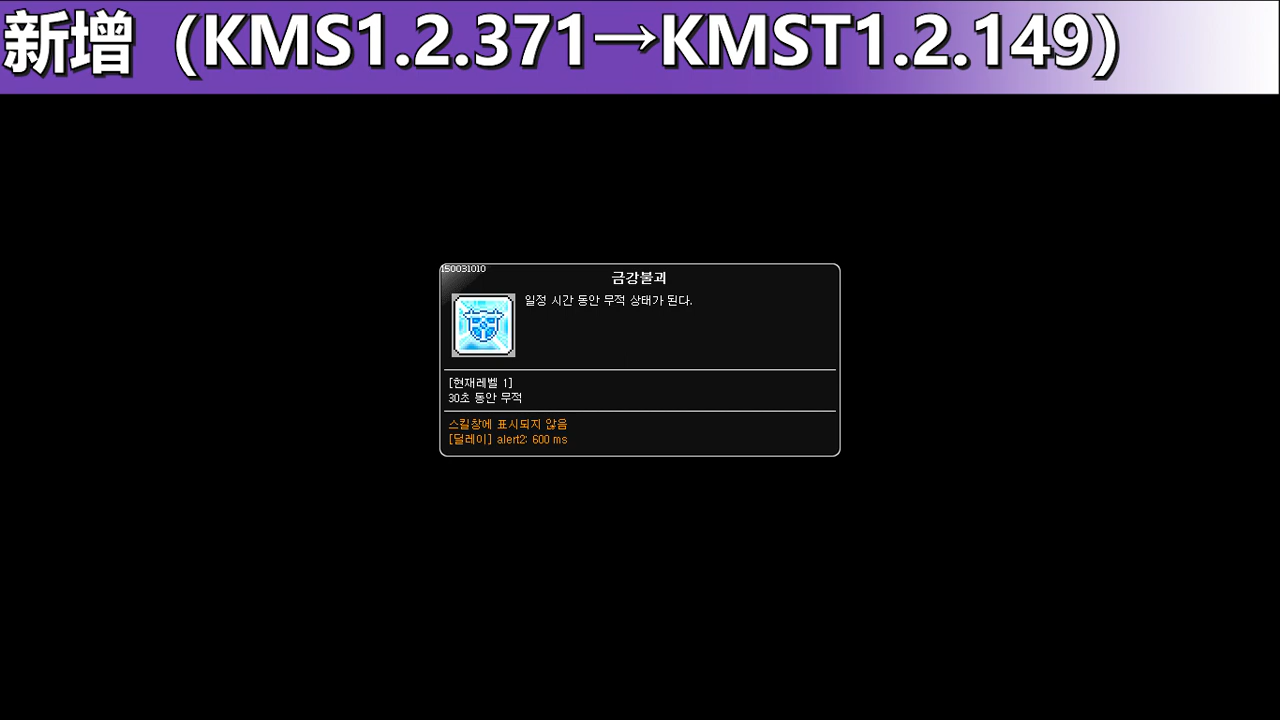 新增（KMS1.2.371→KMST1.2.149）
150031010
금강불괴
일정 시간 동안 무적 상태가 된다.
[현재레벨 1]
30초 동안 무적
스킬창에 표시되지 않음
[딜레이] alert2: 600 ms